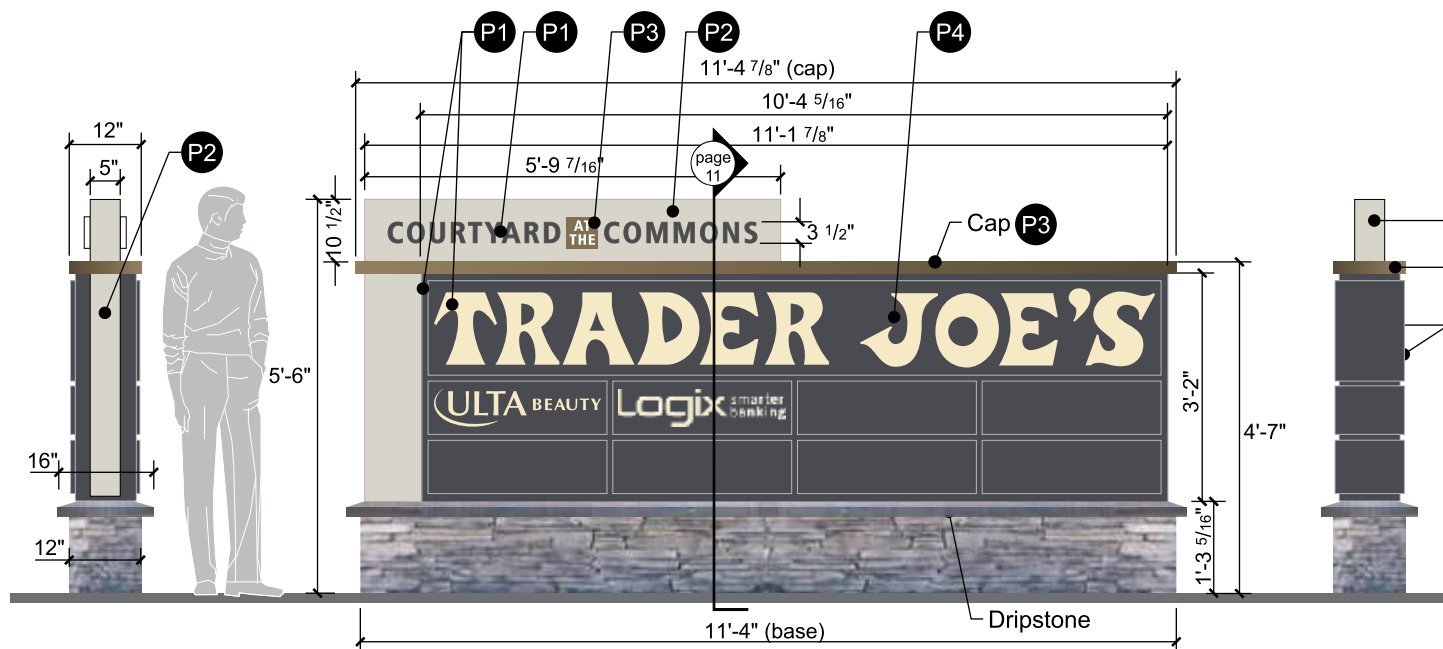 P1 P1 P3 P2 P4
11'-4 7/8" (cap)
10'-4 5/16"
11'-1 7/8"
5'-9 7/16"
page
11
12"
P2
5"
10 1/2"
COURTYARD AT THE COMMONS
3 1/2"
Cap P3
TRADER JOE'S
5'-6"
ULTA BEAUTY
Logix smarter banking
3'-2"
4'-7"
16"
12"
1'-3 5/16"
Dripstone
11'-4" (base)